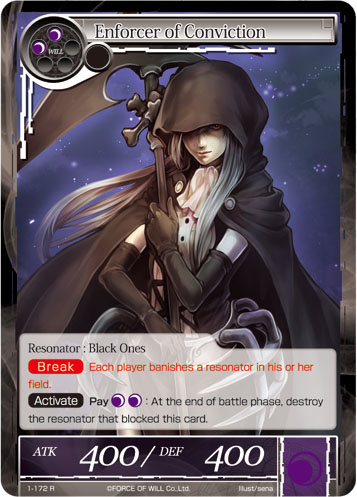 Enforcer of Conviction
WILL
Resonator : Black Ones
Break Each player banishes a resonator in his or her
field.
Activate Pay : At the end of battle phase, destroy
the resonator that blocked this card.
ATK 400 / DEF 400
1-172 R ©FORCE OF WILL Co.,Ltd. Illust/sena